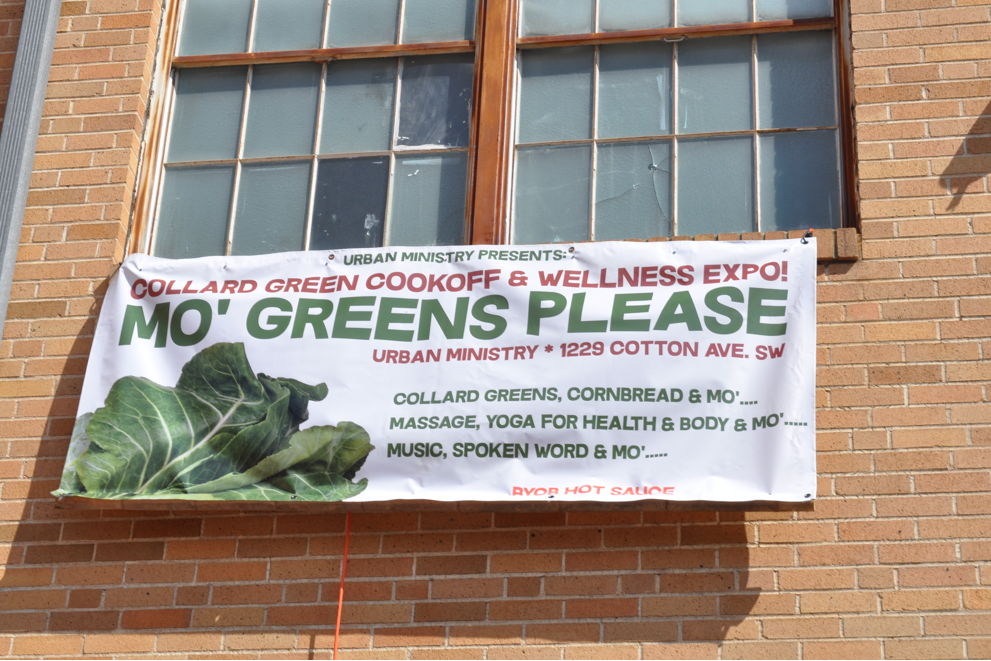 URBAN MINISTRY PRESENTS:
COLLARD GREEN COOKOFF & WELLNESS EXPO!
MO' GREENS PLEASE
URBAN MINISTRY * 1229 COTTON AVE. SW
COLLARD GREENS, CORNBREAD & MO'....
MASSAGE, YOGA FOR HEALTH & BODY & MO'.....
MUSIC, SPOKEN WORD & MO'.....
BYOB HOT SAUCE